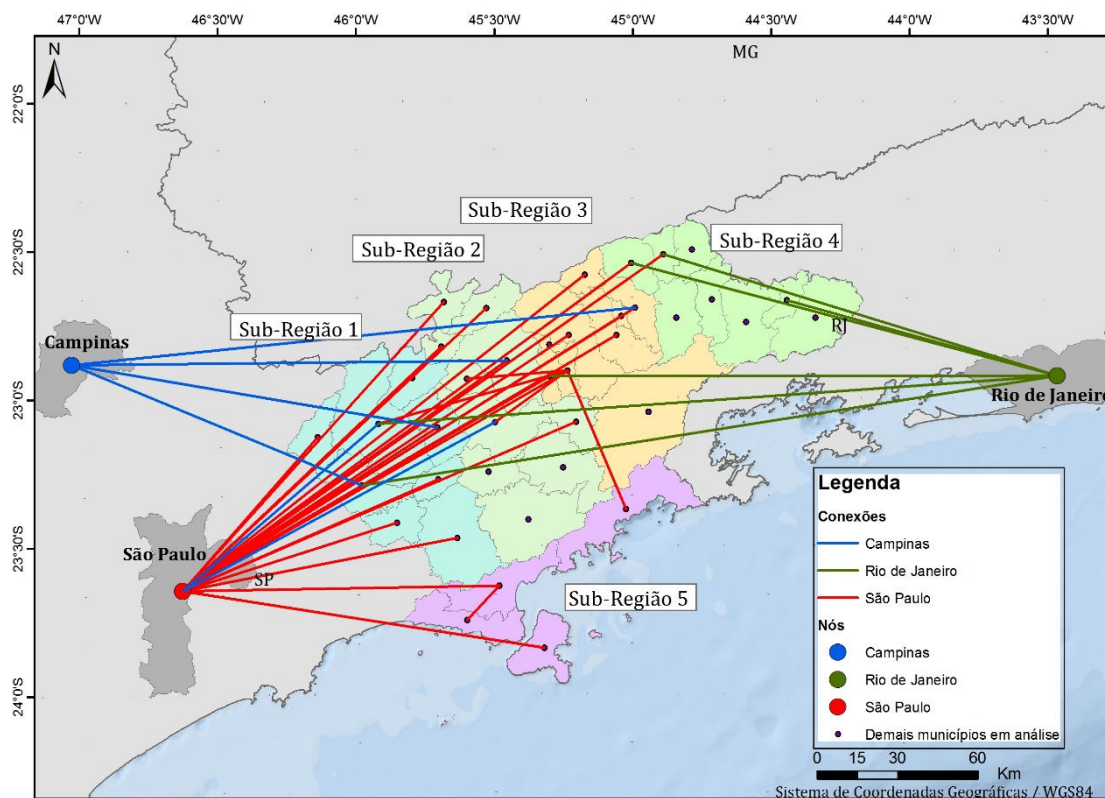 47°0'W 46°30'W 46°0'W 45°30'W 45°0'W 44°30'W 44°0'W 43°30'W
N
MG
22°0'S
Sub-Região 3
Sub-Região 4
Sub-Região 2
22°30'S
Sub-Região 1
RJ
Campinas
Rio de Janeiro
23°0'S
Legenda
Conexões
Campinas
Rio de Janeiro
São Paulo
Nós
Campinas
Rio de Janeiro
São Paulo
Demais municípios em análise
São Paulo
SP
23°30'S
Sub-Região 5
24°0'S
0 15 30 60
Km
Sistema de Coordenadas Geográficas / WGS84